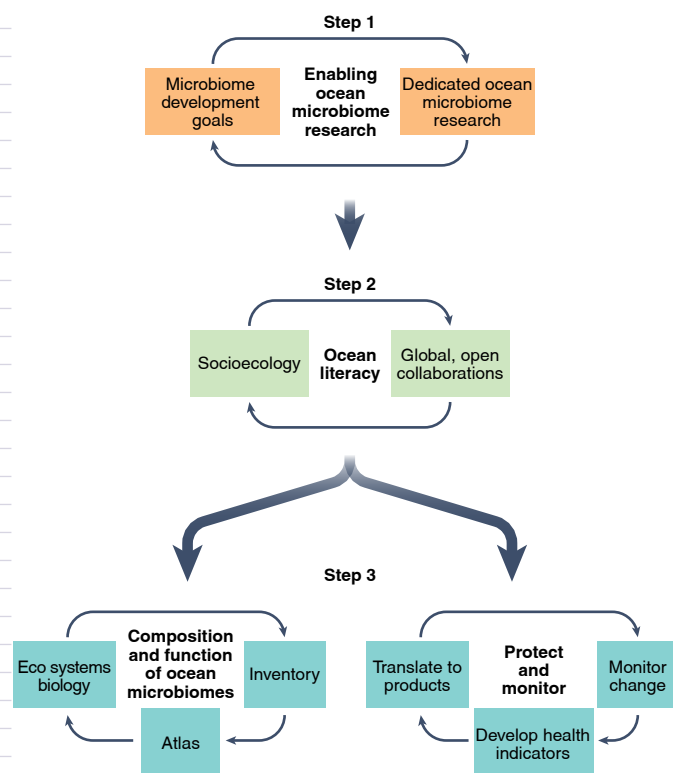 Step 1
Microbiome
development
goals
Enabling
ocean
microbiome
research
Dedicated ocean
microbiome
research
Step 2
Socioecology
Ocean
literacy
Global, open
collaborations
Step 3
Eco systems
biology
Composition
and function
of ocean
microbiomes
Inventory
Atlas
Translate to
products
Protect
and
monitor
Monitor
change
Develop health
indicators